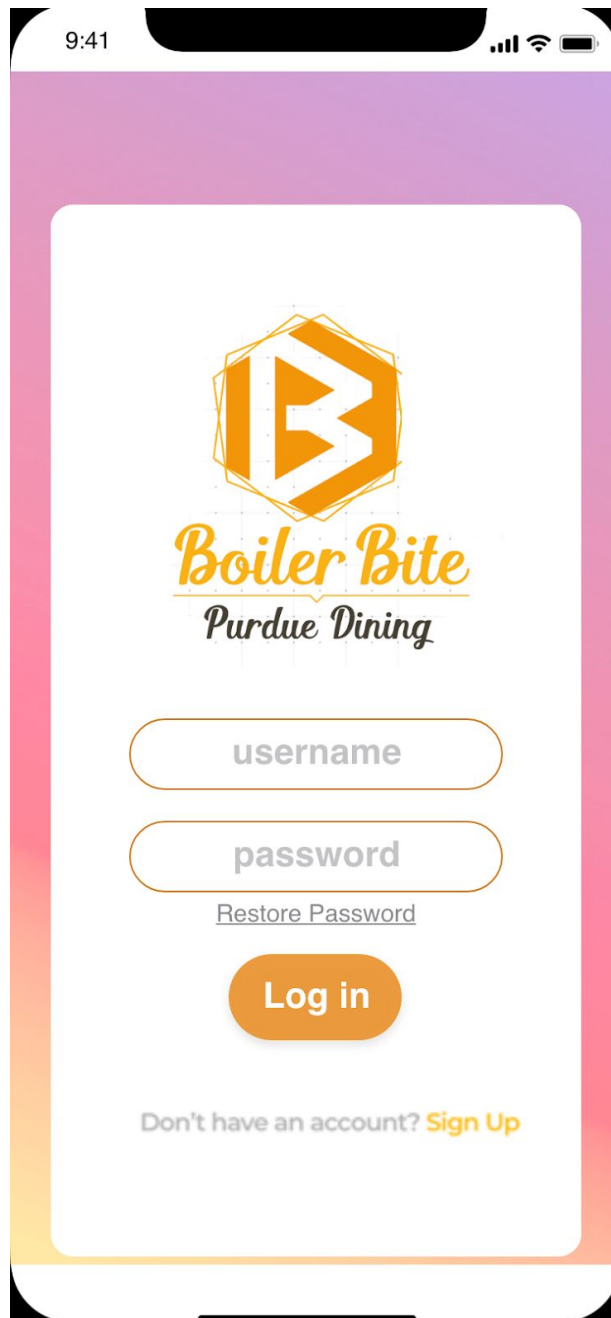 9:41
Boiler Bite
Purdue Dining
username
password
Restore Password
Log in
Don't have an account? Sign Up